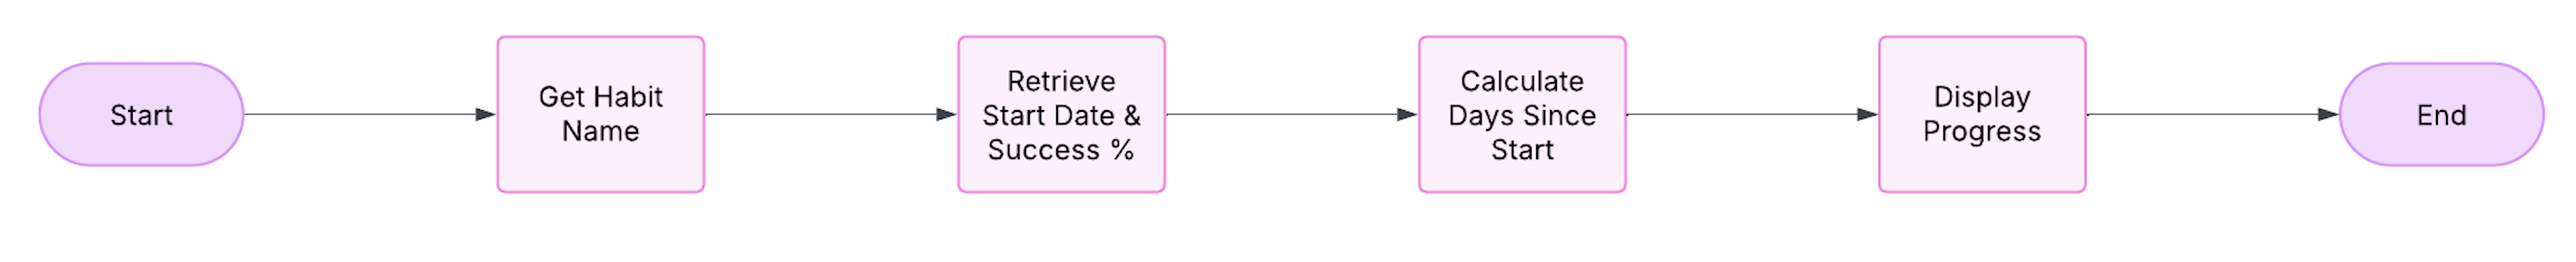 Start
Get Habit
Name
Retrieve
Start Date &
Success %
Calculate
Days Since
Start
Display
Progress
End